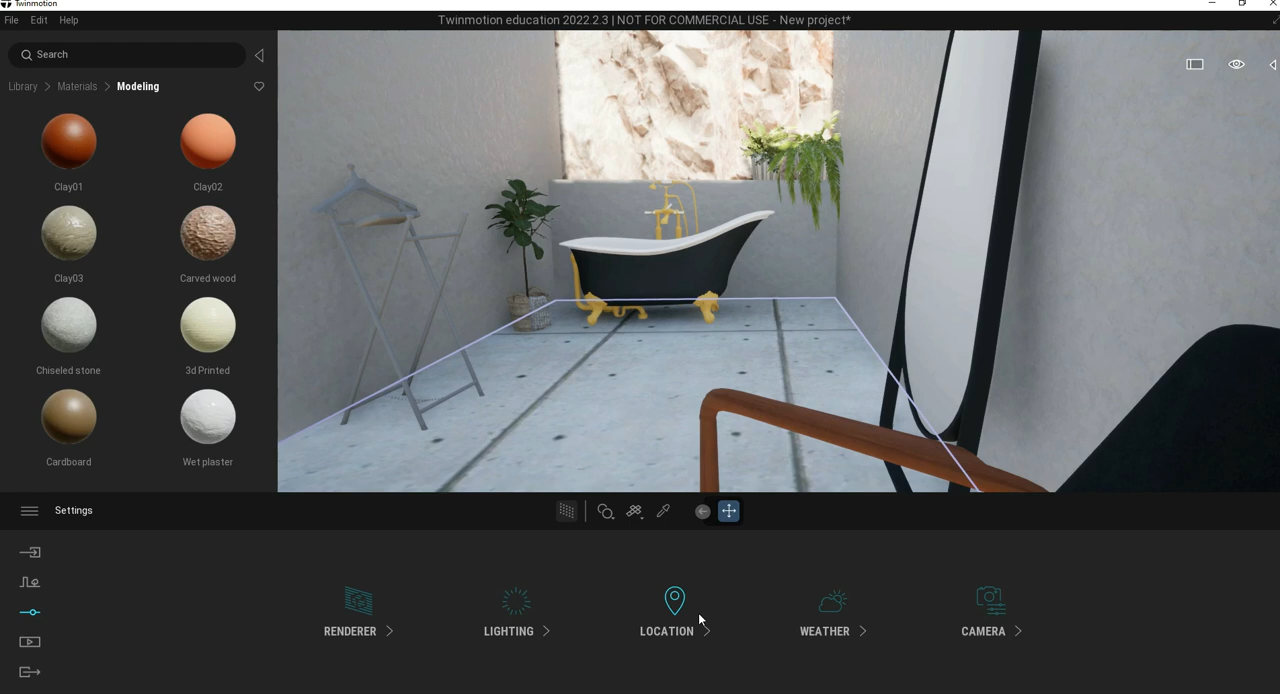 Twinmotion
File Edit Help
Twinmotion education 2022.2.3 | NOT FOR COMMERCIAL USE - New project*
Search
Library > Materials > Modeling
Clay01 Clay02
Clay03 Carved wood
Chiseled stone 3d Printed
Cardboard Wet plaster
Settings
RENDERER LIGHTING LOCATION WEATHER CAMERA